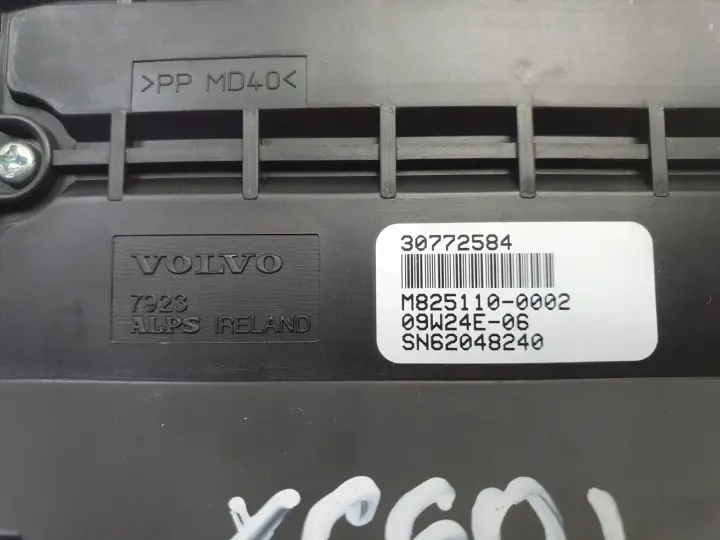 >PP MD40<
VOLVO
7923
ALPS IRELAND
30772584
M825110-0002
09W24E-06
SN62048240